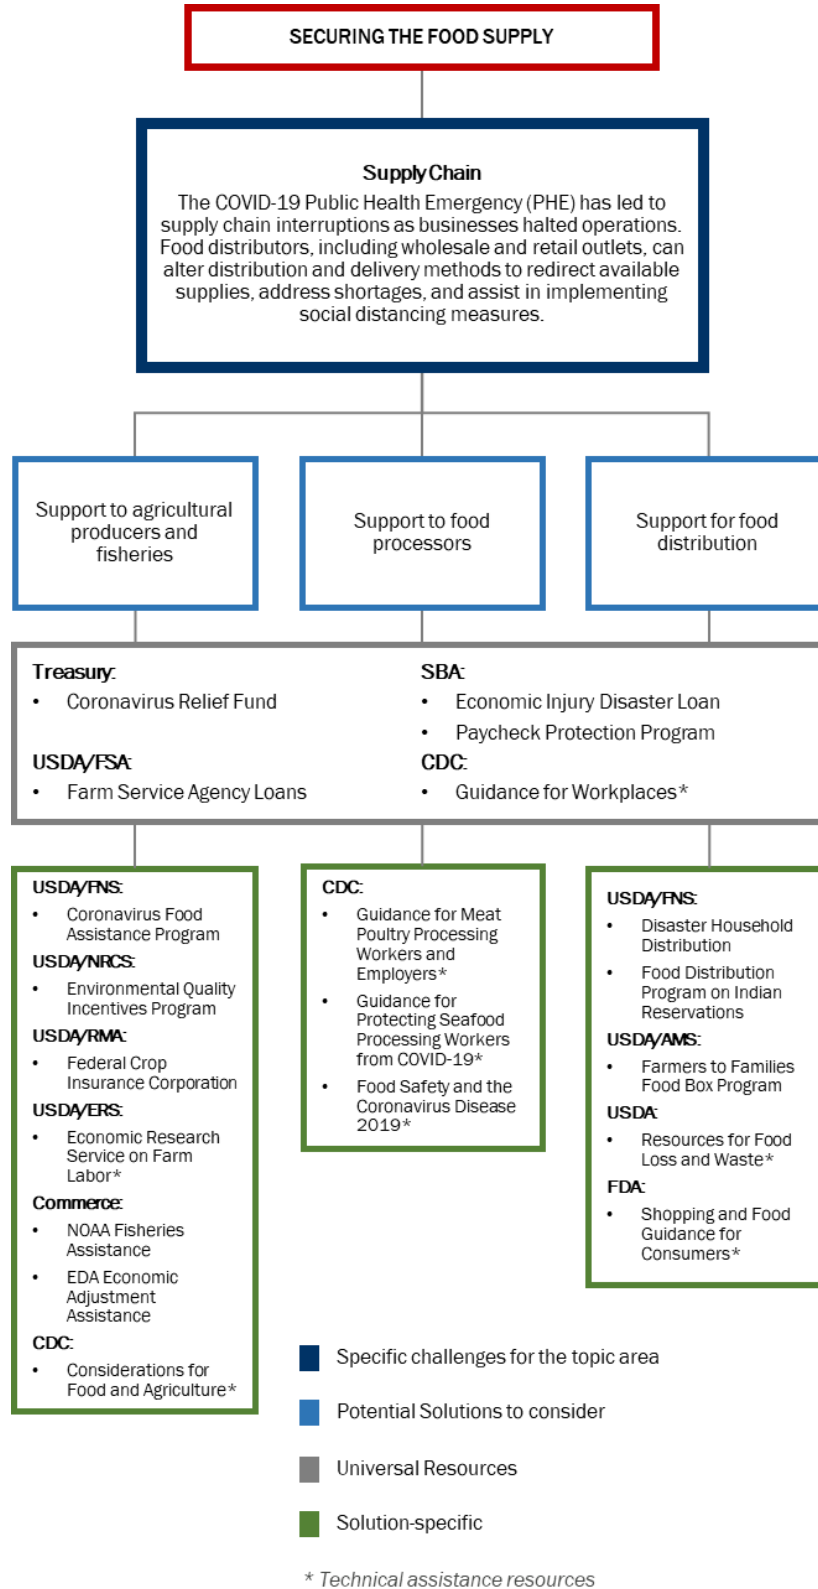 SECURING THE FOOD SUPPLY
Supply Chain
The COVID-19 Public Health Emergency (PHE) has led to
supply chain interruptions as businesses halted operations.
Food distributors, including wholesale and retail outlets, can
alter distribution and delivery methods to redirect available
supplies, address shortages, and assist in implementing
social distancing measures.
Support to agricultural
producers and
fisheries
Support to food
processors
Support for food
distribution
Treasury:
• Coronavirus Relief Fund
USDA/FSA:
• Farm Service Agency Loans
SBA:
• Economic Injury Disaster Loan
• Paycheck Protection Program
CDC:
• Guidance for Workplaces*
USDA/FNS:
• Coronavirus Food
Assistance Program
USDA/NRCS:
• Environmental Quality
Incentives Program
USDA/RMA:
• Federal Crop
Insurance Corporation
USDA/ERS:
• Economic Research
Service on Farm
Labor*
Commerce:
• NOAA Fisheries
Assistance
• EDA Economic
Adjustment
Assistance
CDC:
• Considerations for
Food and Agriculture*
CDC:
• Guidance for Meat
Poultry Processing
Workers and
Employers*
• Guidance for
Protecting Seafood
Processing Workers
from COVID-19*
• Food Safety and the
Coronavirus Disease
2019*
USDA/FNS:
• Disaster Household
Distribution
• Food Distribution
Program on Indian
Reservations
USDA/AMS:
• Farmers to Families
Food Box Program
USDA:
• Resources for Food
Loss and Waste*
FDA:
• Shopping and Food
Guidance for
Consumers*
Specific challenges for the topic area
Potential Solutions to consider
Universal Resources
Solution-specific
* Technical assistance resources